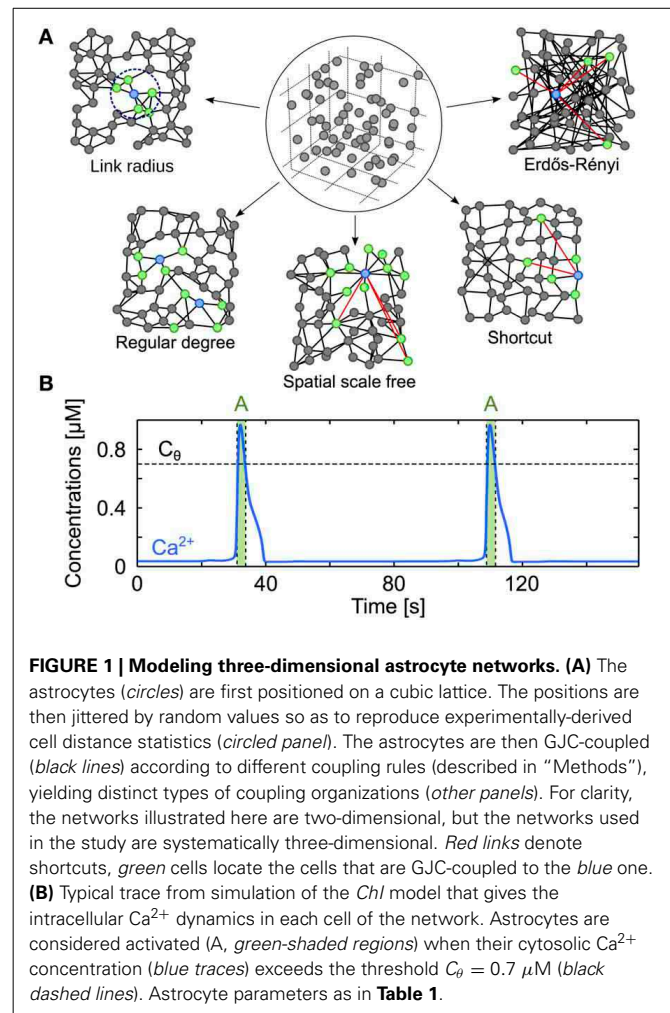 A
Link radius
Erdős-Rényi
Regular degree
Spatial scale free
Shortcut
B
A
A
Concentrations [µM]
0.8
0.4
0
Cθ
Ca²⁺
0
40
80
120
Time [s]
FIGURE 1 | Modeling three-dimensional astrocyte networks. (A) The
astrocytes (circles) are first positioned on a cubic lattice. The positions are
then jittered by random values so as to reproduce experimentally-derived
cell distance statistics (circled panel). The astrocytes are then GJC-coupled
(black lines) according to different coupling rules (described in “Methods”),
yielding distinct types of coupling organizations (other panels). For clarity,
the networks illustrated here are two-dimensional, but the networks used
in the study are systematically three-dimensional. Red links denote
shortcuts, green cells locate the cells that are GJC-coupled to the blue one.
(B) Typical trace from simulation of the ChI model that gives the
intracellular Ca²⁺ dynamics in each cell of the network. Astrocytes are
considered activated (A, green-shaded regions) when their cytosolic Ca²⁺
concentration (blue traces) exceeds the threshold Cθ = 0.7 µM (black
dashed lines). Astrocyte parameters as in Table 1.